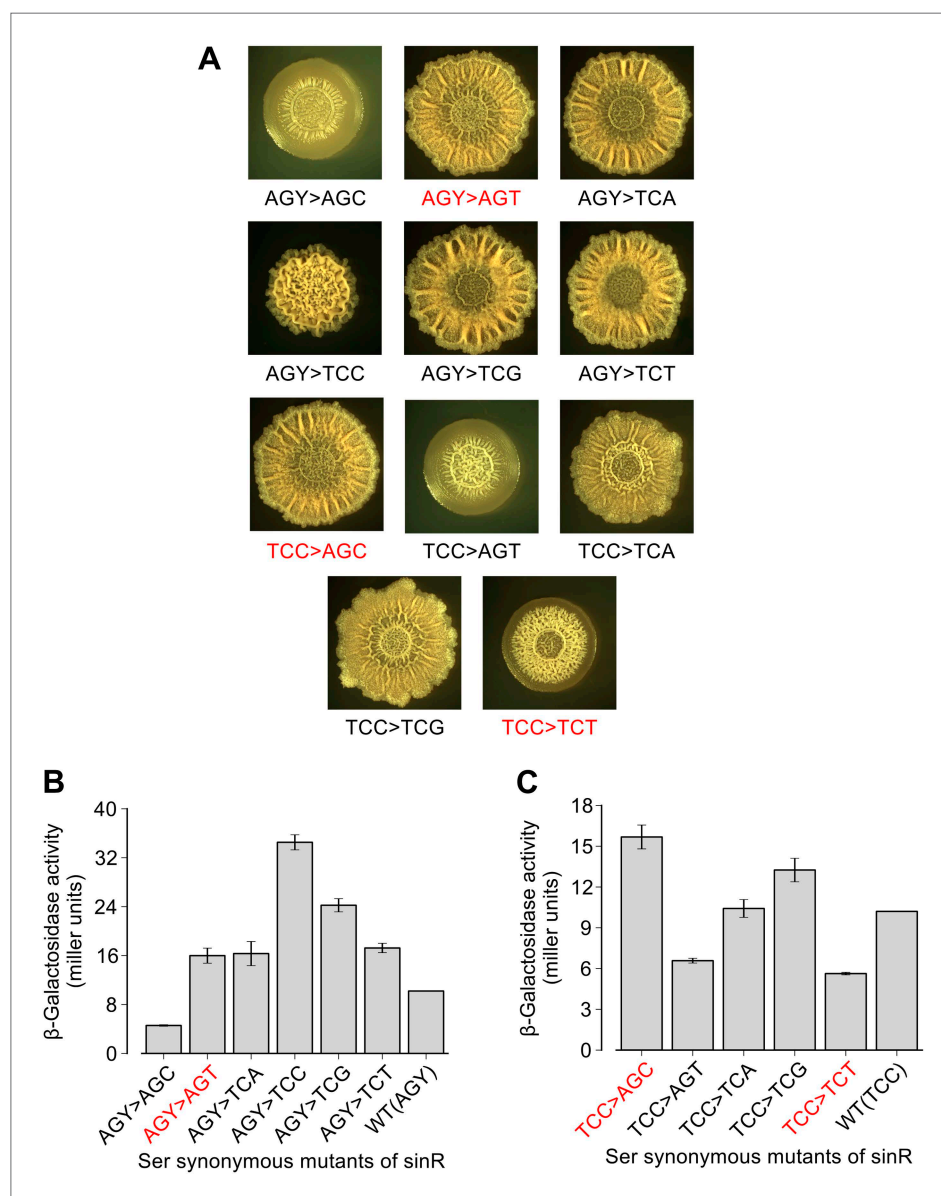 A
AGY>AGC AGY>AGT AGY>TCA
AGY>TCC AGY>TCG AGY>TCT
TCC>AGC TCC>AGT TCC>TCA
TCC>TCG TCC>TCT
B
β-Galactosidase activity
(miller units)
40
32
24
16
8
0
AGY>AGC
AGY>AGT
AGY>TCA
AGY>TCC
AGY>TCG
AGY>TCT
WT(AGY)
Ser synonymous mutants of sinR
C
β-Galactosidase activity
(miller units)
18
15
12
9
6
3
0
TCC>AGC
TCC>AGT
TCC>TCA
TCC>TCG
TCC>TCT
WT(TCC)
Ser synonymous mutants of sinR